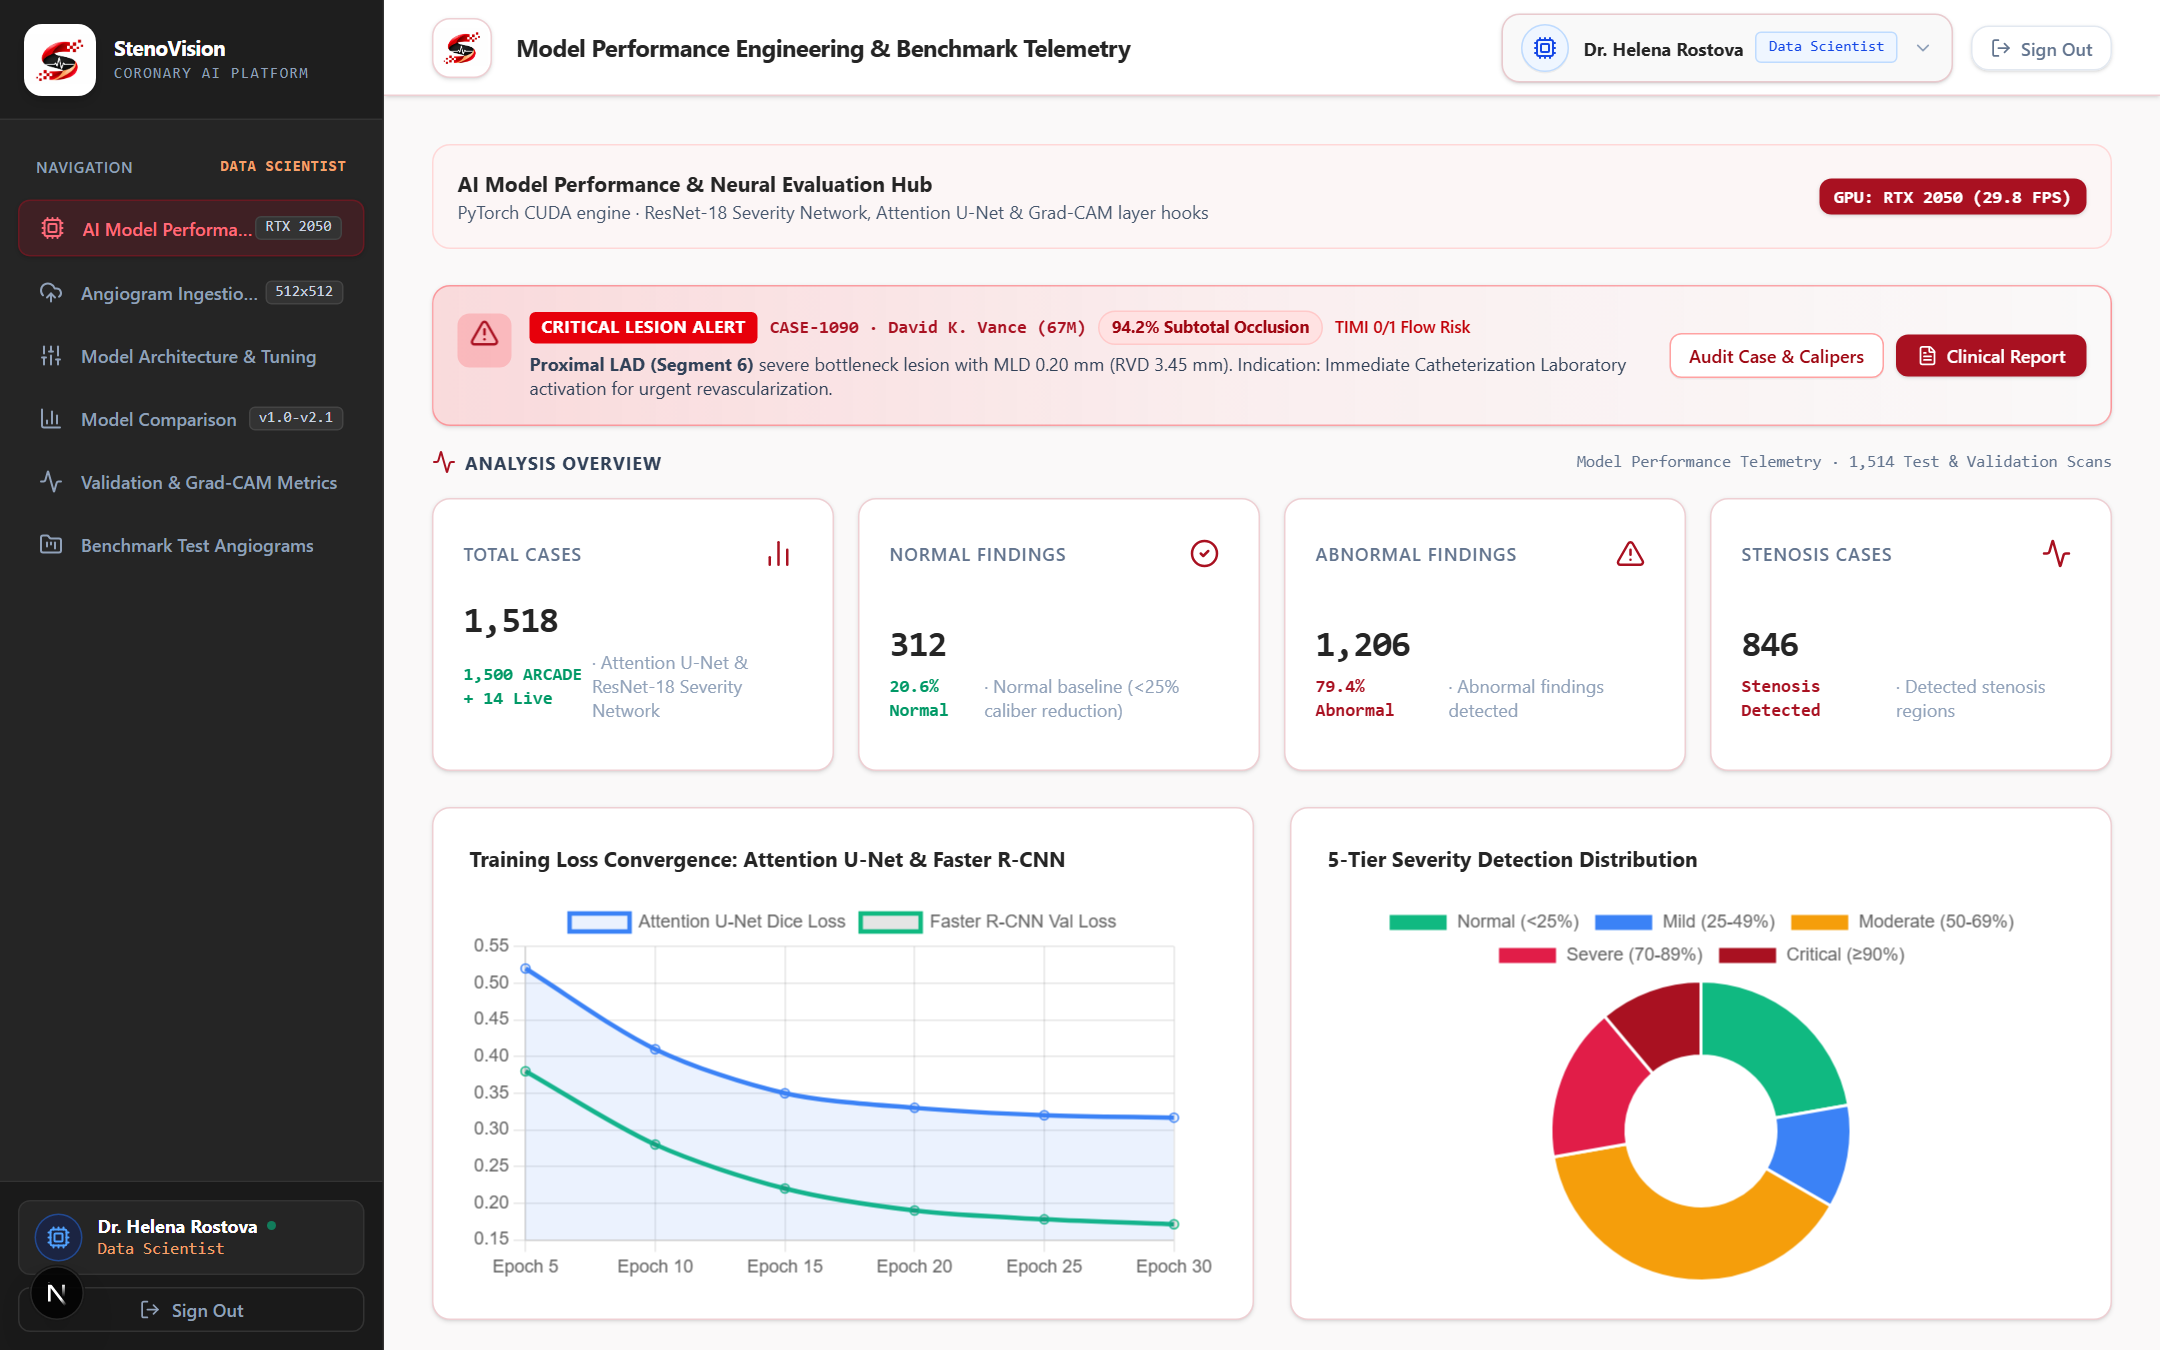 StenoVision
CORONARY AI PLATFORM
NAVIGATION
DATA SCIENTIST
AI Model Performa...
RTX 2050
Angiogram Ingestio...
512x512
Model Architecture & Tuning
Model Comparison
v1.0-v2.1
Validation & Grad-CAM Metrics
Benchmark Test Angiograms
Dr. Helena Rostova
Data Scientist
N
Sign Out
Model Performance Engineering & Benchmark Telemetry
Dr. Helena Rostova
Data Scientist
Sign Out
AI Model Performance & Neural Evaluation Hub
PyTorch CUDA engine · ResNet-18 Severity Network, Attention U-Net & Grad-CAM layer hooks
GPU: RTX 2050 (29.8 FPS)
CRITICAL LESION ALERT
CASE-1090 · David K. Vance (67M)
94.2% Subtotal Occlusion
TIMI 0/1 Flow Risk
Proximal LAD (Segment 6) severe bottleneck lesion with MLD 0.20 mm (RVD 3.45 mm). Indication: Immediate Catheterization Laboratory
activation for urgent revascularization.
Audit Case & Calipers
Clinical Report
ANALYSIS OVERVIEW
Model Performance Telemetry · 1,514 Test & Validation Scans
TOTAL CASES
1,518
1,500 ARCADE
+ 14 Live
· Attention U-Net &
ResNet-18 Severity
Network
NORMAL FINDINGS
312
20.6%
Normal
· Normal baseline (<25%
caliber reduction)
ABNORMAL FINDINGS
1,206
79.4%
Abnormal
· Abnormal findings
detected
STENOSIS CASES
846
Stenosis
Detected
· Detected stenosis
regions
Training Loss Convergence: Attention U-Net & Faster R-CNN
Attention U-Net Dice Loss
Faster R-CNN Val Loss
0.55
0.50
0.45
0.40
0.35
0.30
0.25
0.20
0.15
Epoch 5
Epoch 10
Epoch 15
Epoch 20
Epoch 25
Epoch 30
5-Tier Severity Detection Distribution
Normal (<25%)
Mild (25-49%)
Moderate (50-69%)
Severe (70-89%)
Critical (≥90%)